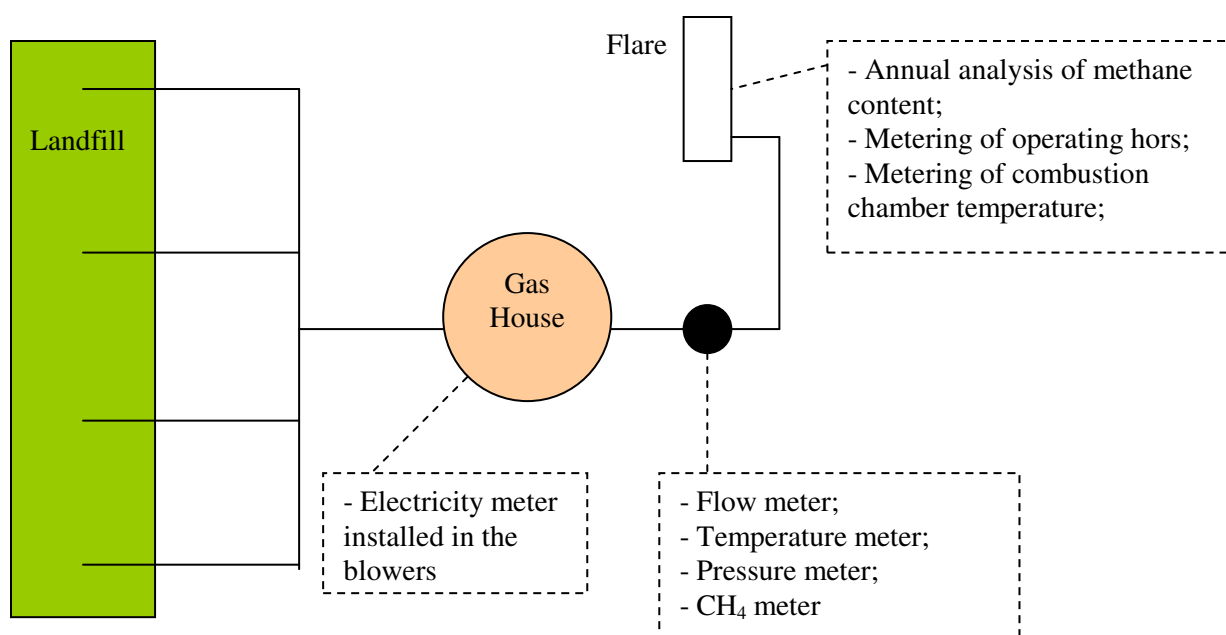 Flare
- Annual analysis of methane
content;
- Metering of operating hors;
- Metering of combustion
chamber temperature;
Landfill
Gas
House
- Electricity meter
installed in the
blowers
- Flow meter;
- Temperature meter;
- Pressure meter;
- CH₄ meter